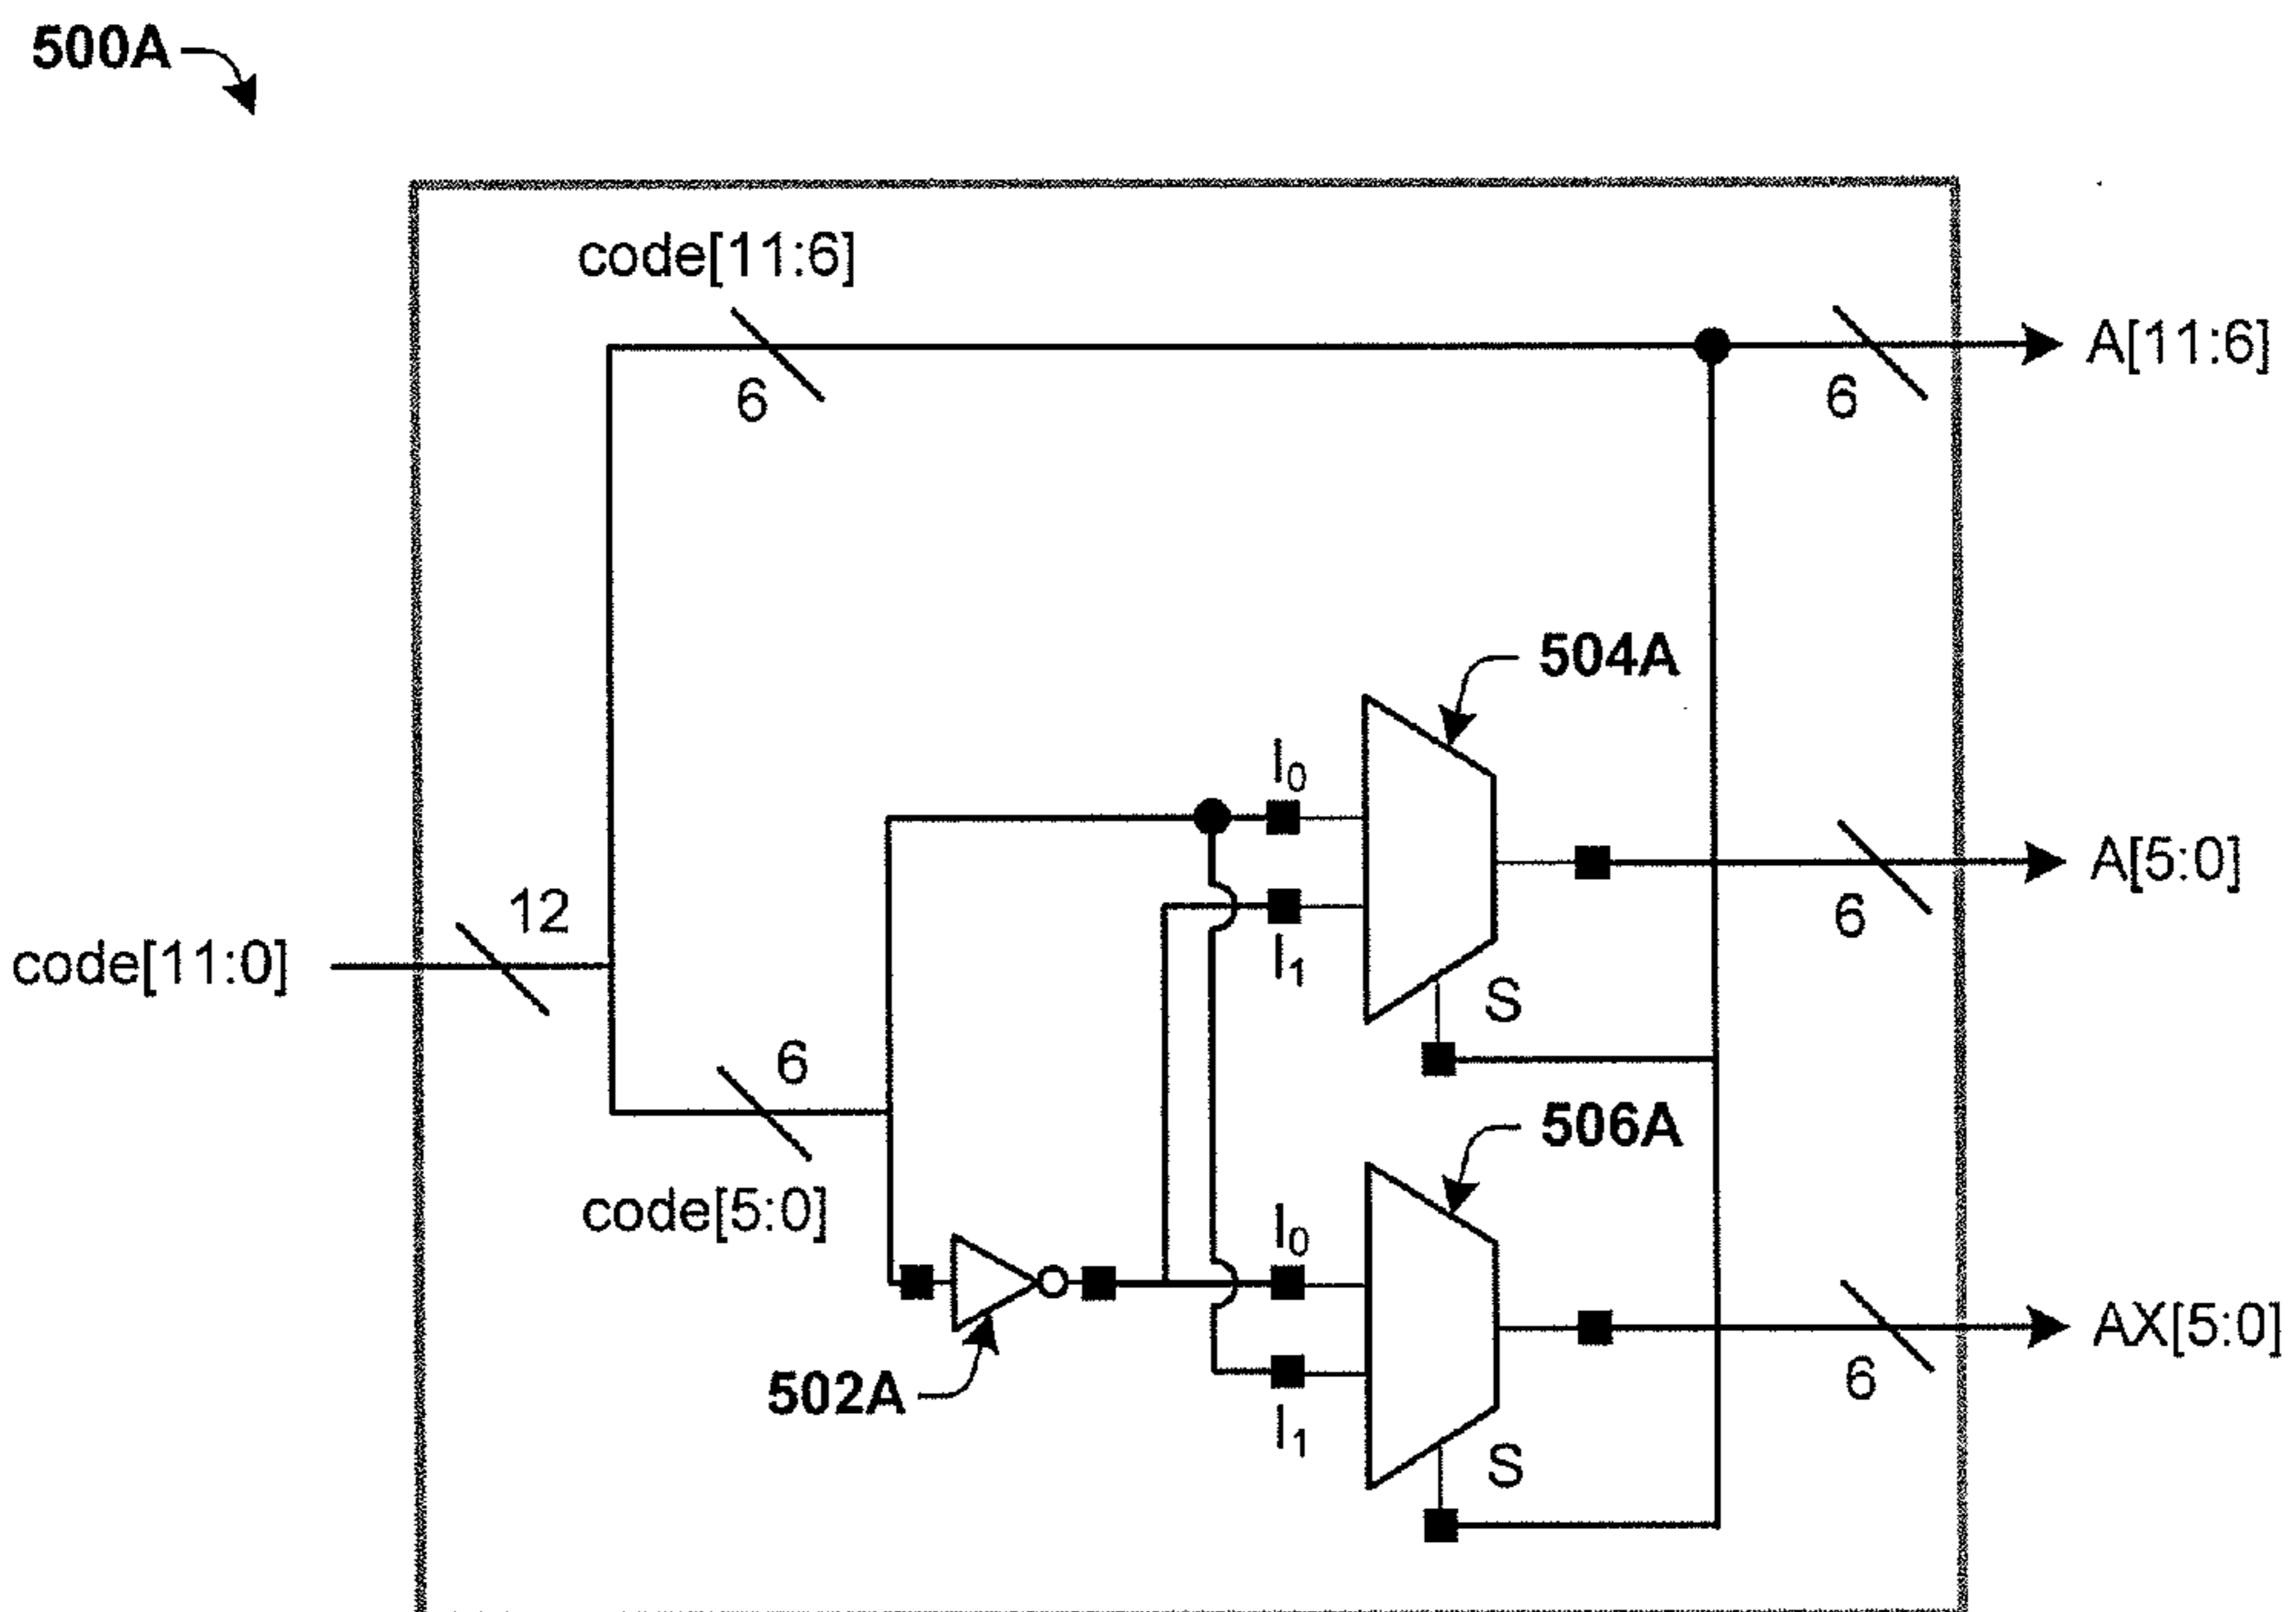 500A
code[11:6]
6
6
A[11:6]
504A
I0
I1
S
6
A[5:0]
12
code[11:0]
6
code[5:0]
506A
I0
I1
S
502A
6
AX[5:0]